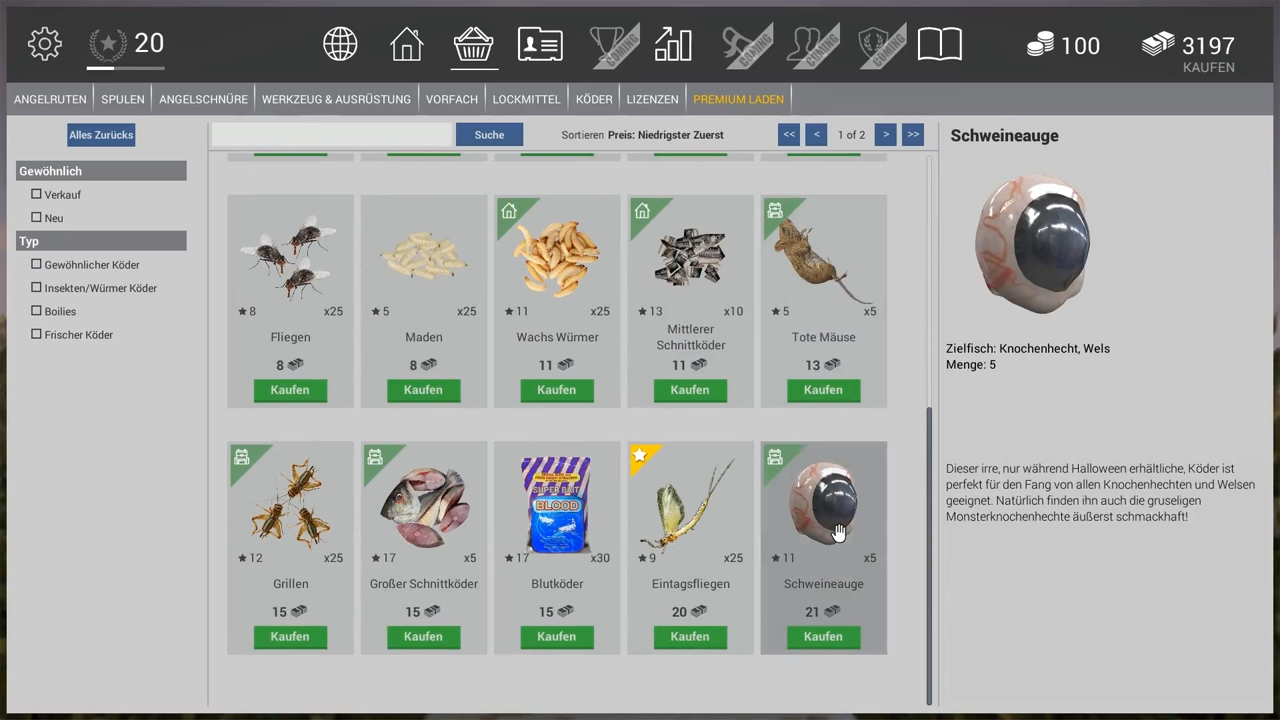 20
COMING
COMING
COMING
COMING
100
3197
KAUFEN
ANGELRUTEN
SPULEN
ANGELSCHNÜRE
WERKZEUG & AUSRÜSTUNG
VORFACH
LOCKMITTEL
KÖDER
LIZENZEN
PREMIUM LADEN
Alles Zurücks
Suche
Sortieren Preis: Niedrigster Zuerst
<< < 1 of 2 > >>
Gewöhnlich
Verkauf
Neu
Typ
Gewöhnlicher Köder
Insekten/Würmer Köder
Boilies
Frischer Köder
8 x25
Fliegen
8
Kaufen
5 x25
Maden
8
Kaufen
11 x25
Wachs Würmer
11
Kaufen
13 x10
Mittlerer
Schnittköder
11
Kaufen
5 x5
Tote Mäuse
13
Kaufen
12 x25
Grillen
15
Kaufen
17 x5
Großer Schnittköder
15
Kaufen
SUPER BAIT
BLOOD
17 x30
Blutköder
15
Kaufen
9 x25
Eintagsfliegen
20
Kaufen
11 x5
Schweineauge
21
Kaufen
Schweineauge
Zielfisch: Knochenhecht, Wels
Menge: 5
Dieser irre, nur während Halloween erhältliche, Köder ist
perfekt für den Fang von allen Knochenhechten und Welsen
geeignet. Natürlich finden ihn auch die gruseligen
Monsterknochenhechte äußerst schmackhaft!